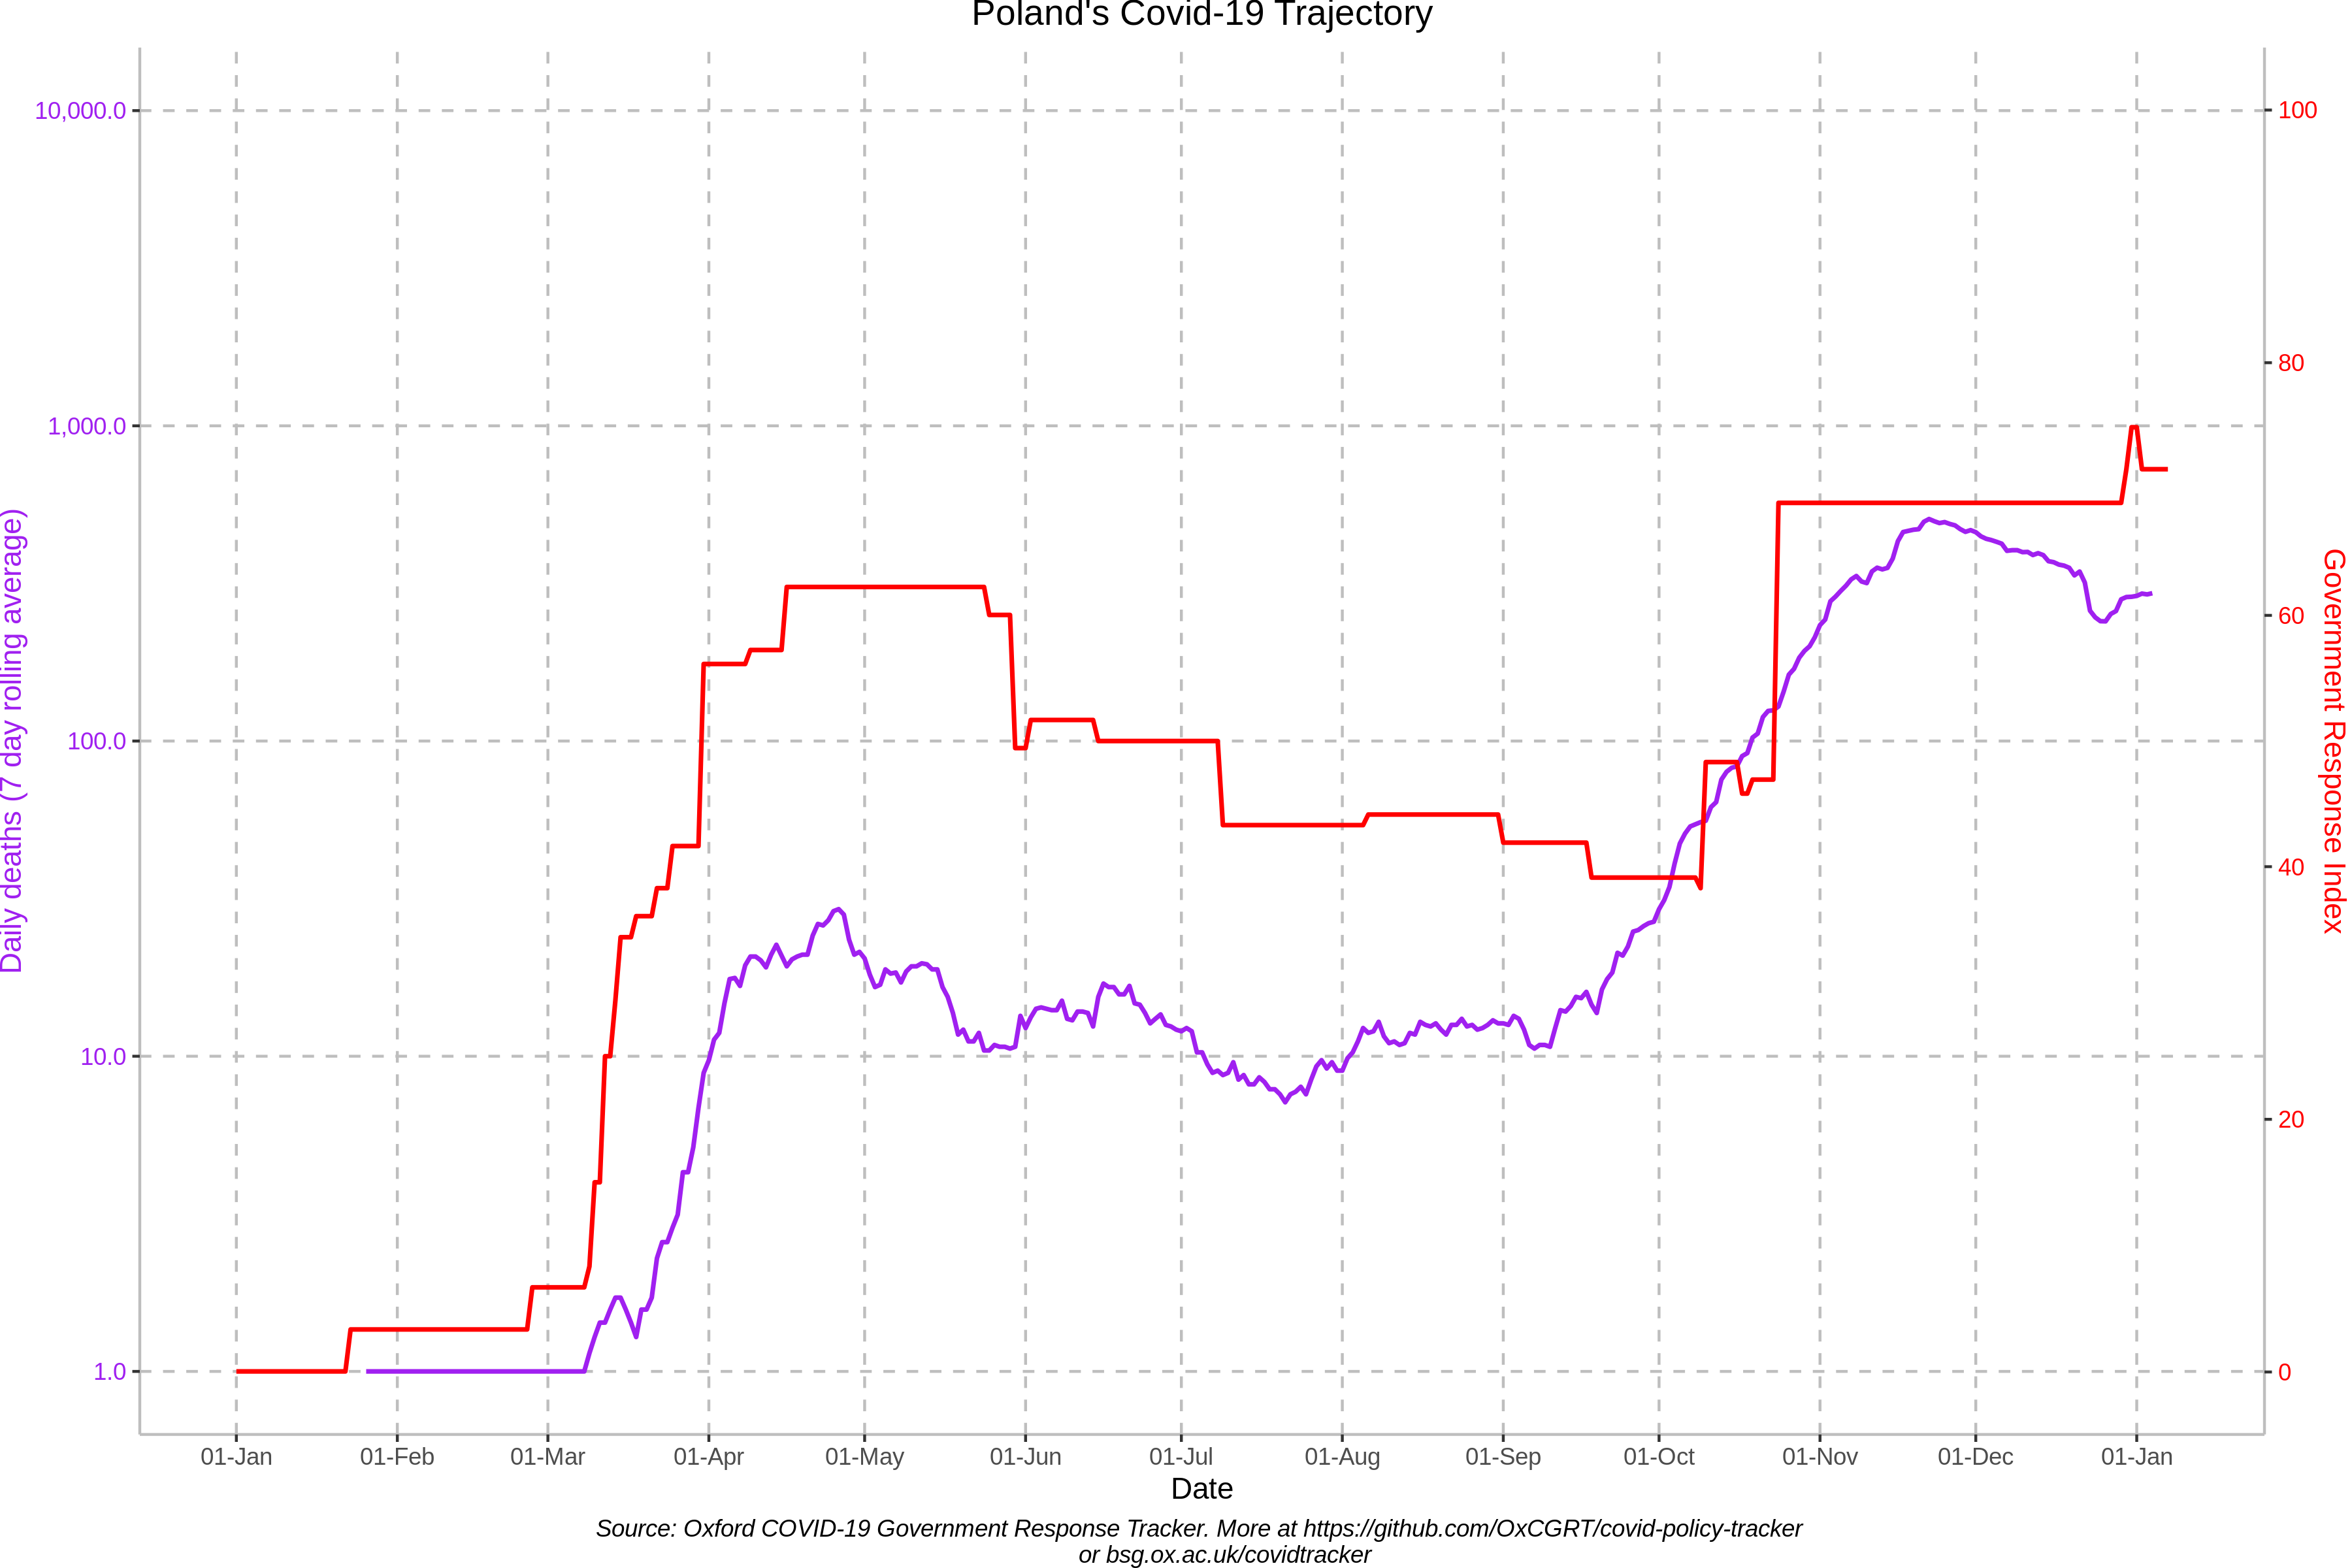 Poland's Covid-19 Trajectory
10,000.0
1,000.0
100.0
10.0
1.0
Daily deaths (7 day rolling average)
100
80
60
40
20
0
Government Response Index
01-Jan 01-Feb 01-Mar 01-Apr 01-May 01-Jun 01-Jul 01-Aug 01-Sep 01-Oct 01-Nov 01-Dec 01-Jan
Date
Source: Oxford COVID-19 Government Response Tracker. More at https://github.com/OxCGRT/covid-policy-tracker
or bsg.ox.ac.uk/covidtracker